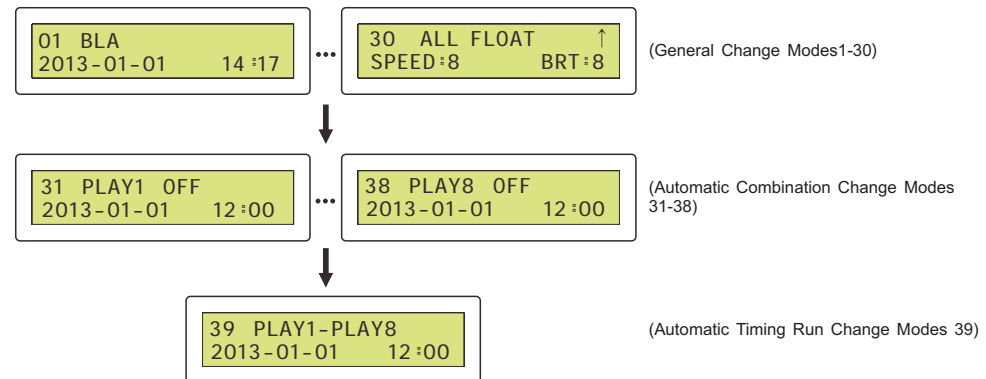 01 BLA
2013-01-01 14:17
...
30 ALL FLOAT ↑
SPEED:8 BRT:8
(General Change Modes1-30)
31 PLAY1 OFF
2013-01-01 12:00
...
38 PLAY8 OFF
2013-01-01 12:00
(Automatic Combination Change Modes
31-38)
39 PLAY1-PLAY8
2013-01-01 12:00
(Automatic Timing Run Change Modes 39)